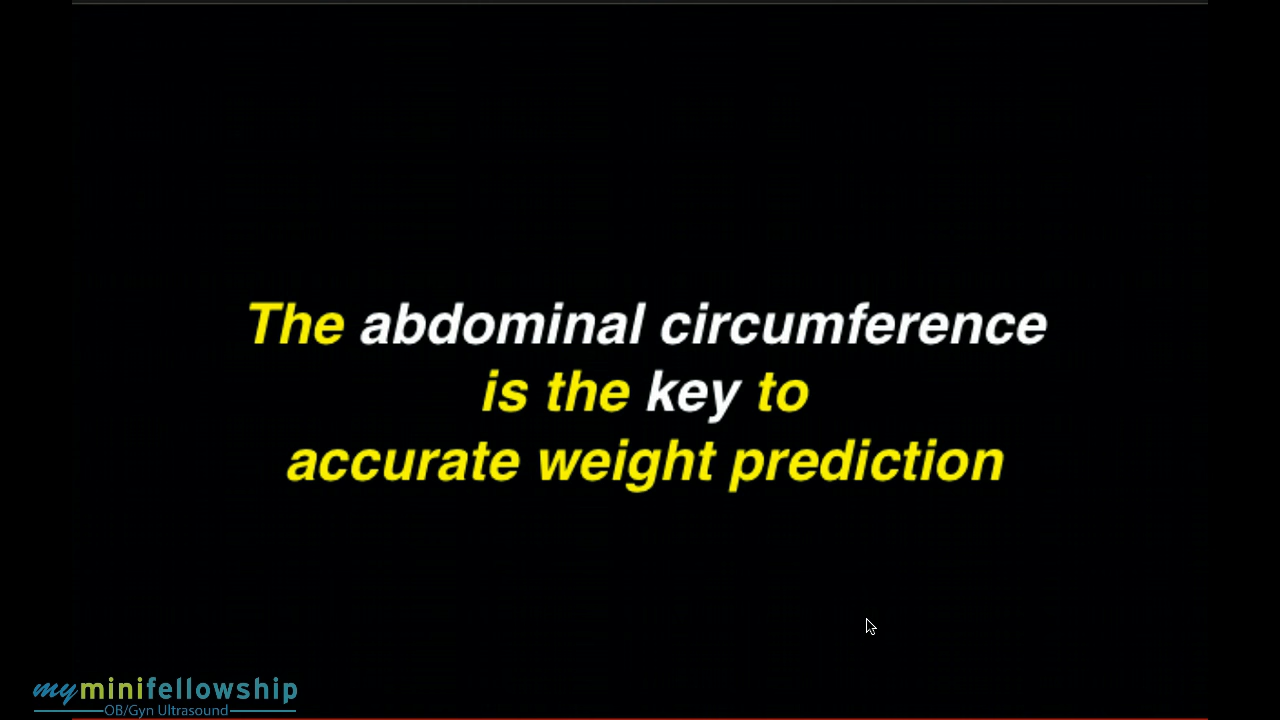 The abdominal circumference
is the key to
accurate weight prediction
myminifellowship
OB/Gyn Ultrasound